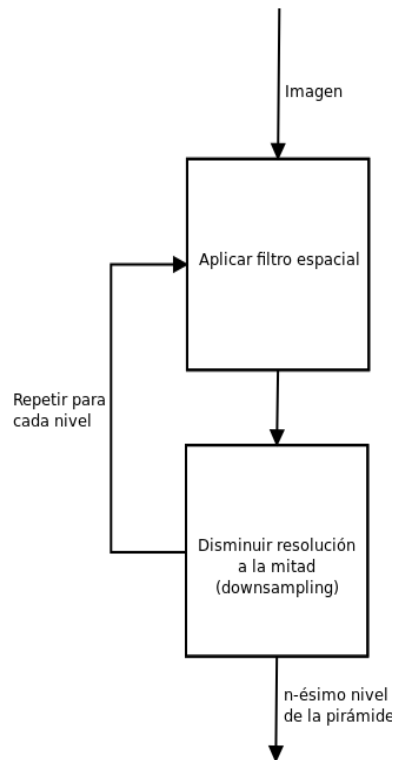 Imagen
Aplicar filtro espacial
Repetir para
cada nivel
Disminuir resolución
a la mitad
(downsampling)
n-ésimo nivel
de la pirámide